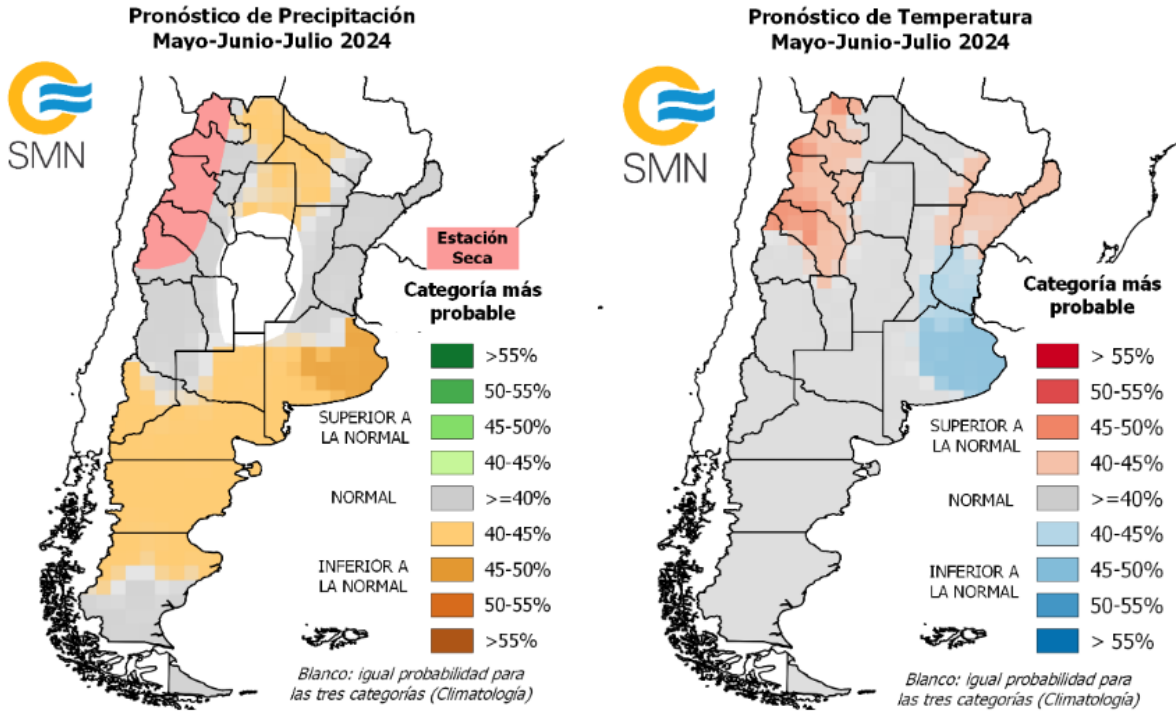 Pronóstico de Precipitación
Mayo-Junio-Julio 2024
SMN
Estación
Seca
Categoría más
probable
>55%
50-55%
SUPERIOR A
LA NORMAL
45-50%
40-45%
NORMAL
>=40%
40-45%
INFERIOR A
LA NORMAL
45-50%
50-55%
>55%
Blanco: igual probabilidad para
las tres categorías (Climatología)
Pronóstico de Temperatura
Mayo-Junio-Julio 2024
SMN
Categoría más
probable
> 55%
50-55%
SUPERIOR A
LA NORMAL
45-50%
40-45%
NORMAL
>=40%
40-45%
INFERIOR A
LA NORMAL
45-50%
50-55%
> 55%
Blanco: igual probabilidad para
las tres categorías (Climatología)